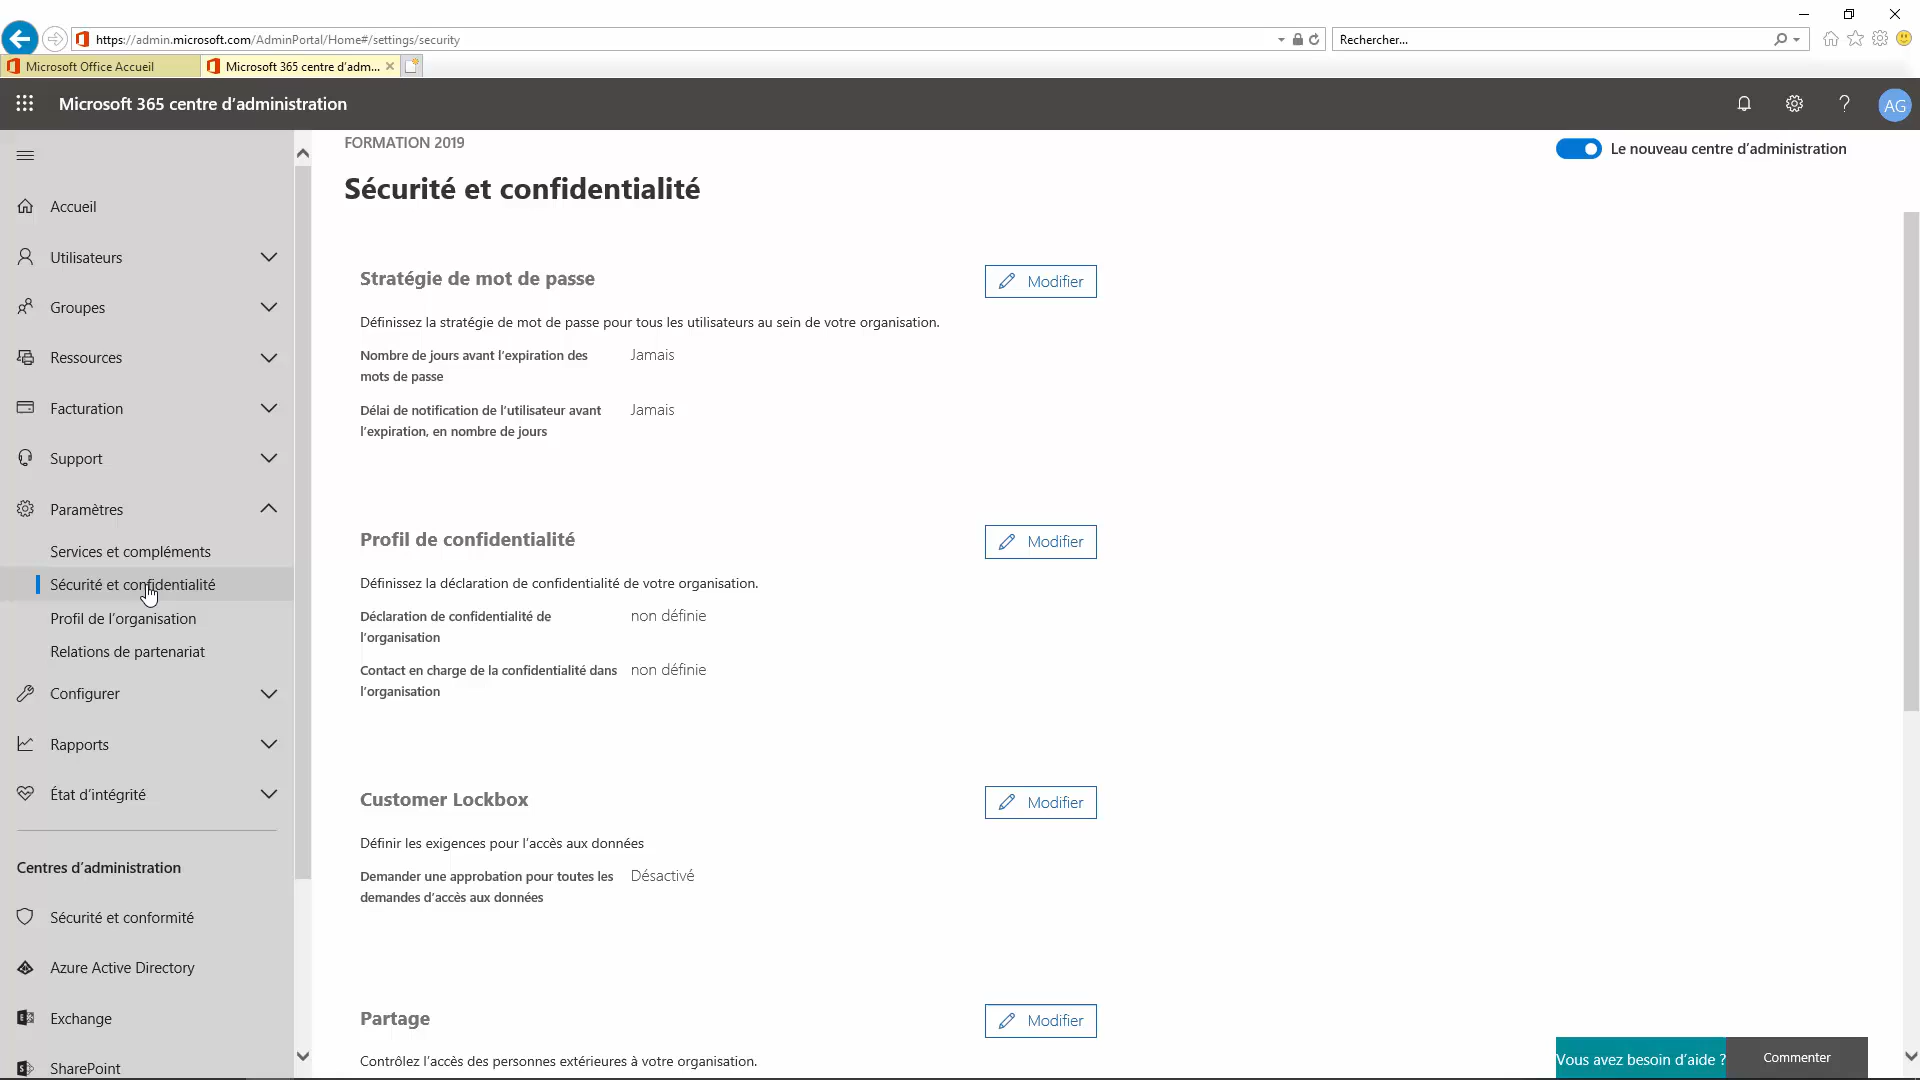 https://admin.microsoft.com/AdminPortal/Home#/settings/security
Rechercher...
Microsoft Office Accueil
Microsoft 365 centre d'adm...
Microsoft 365 centre d'administration
AG
FORMATION 2019
Le nouveau centre d'administration
Sécurité et confidentialité
Accueil
Utilisateurs
Groupes
Ressources
Facturation
Support
Paramètres
Services et compléments
Sécurité et confidentialité
Profil de l'organisation
Relations de partenariat
Configurer
Rapports
État d'intégrité
Centres d'administration
Sécurité et conformité
Azure Active Directory
Exchange
SharePoint
Stratégie de mot de passe
Modifier
Définissez la stratégie de mot de passe pour tous les utilisateurs au sein de votre organisation.
Nombre de jours avant l'expiration des Jamais
mots de passe
Délai de notification de l'utilisateur avant Jamais
l'expiration, en nombre de jours
Profil de confidentialité
Modifier
Définissez la déclaration de confidentialité de votre organisation.
Déclaration de confidentialité de non définie
l'organisation
Contact en charge de la confidentialité dans non définie
l'organisation
Customer Lockbox
Modifier
Définir les exigences pour l'accès aux données
Demander une approbation pour toutes les Désactivé
demandes d'accès aux données
Partage
Modifier
Contrôlez l'accès des personnes extérieures à votre organisation.
Vous avez besoin d'aide ?
Commenter